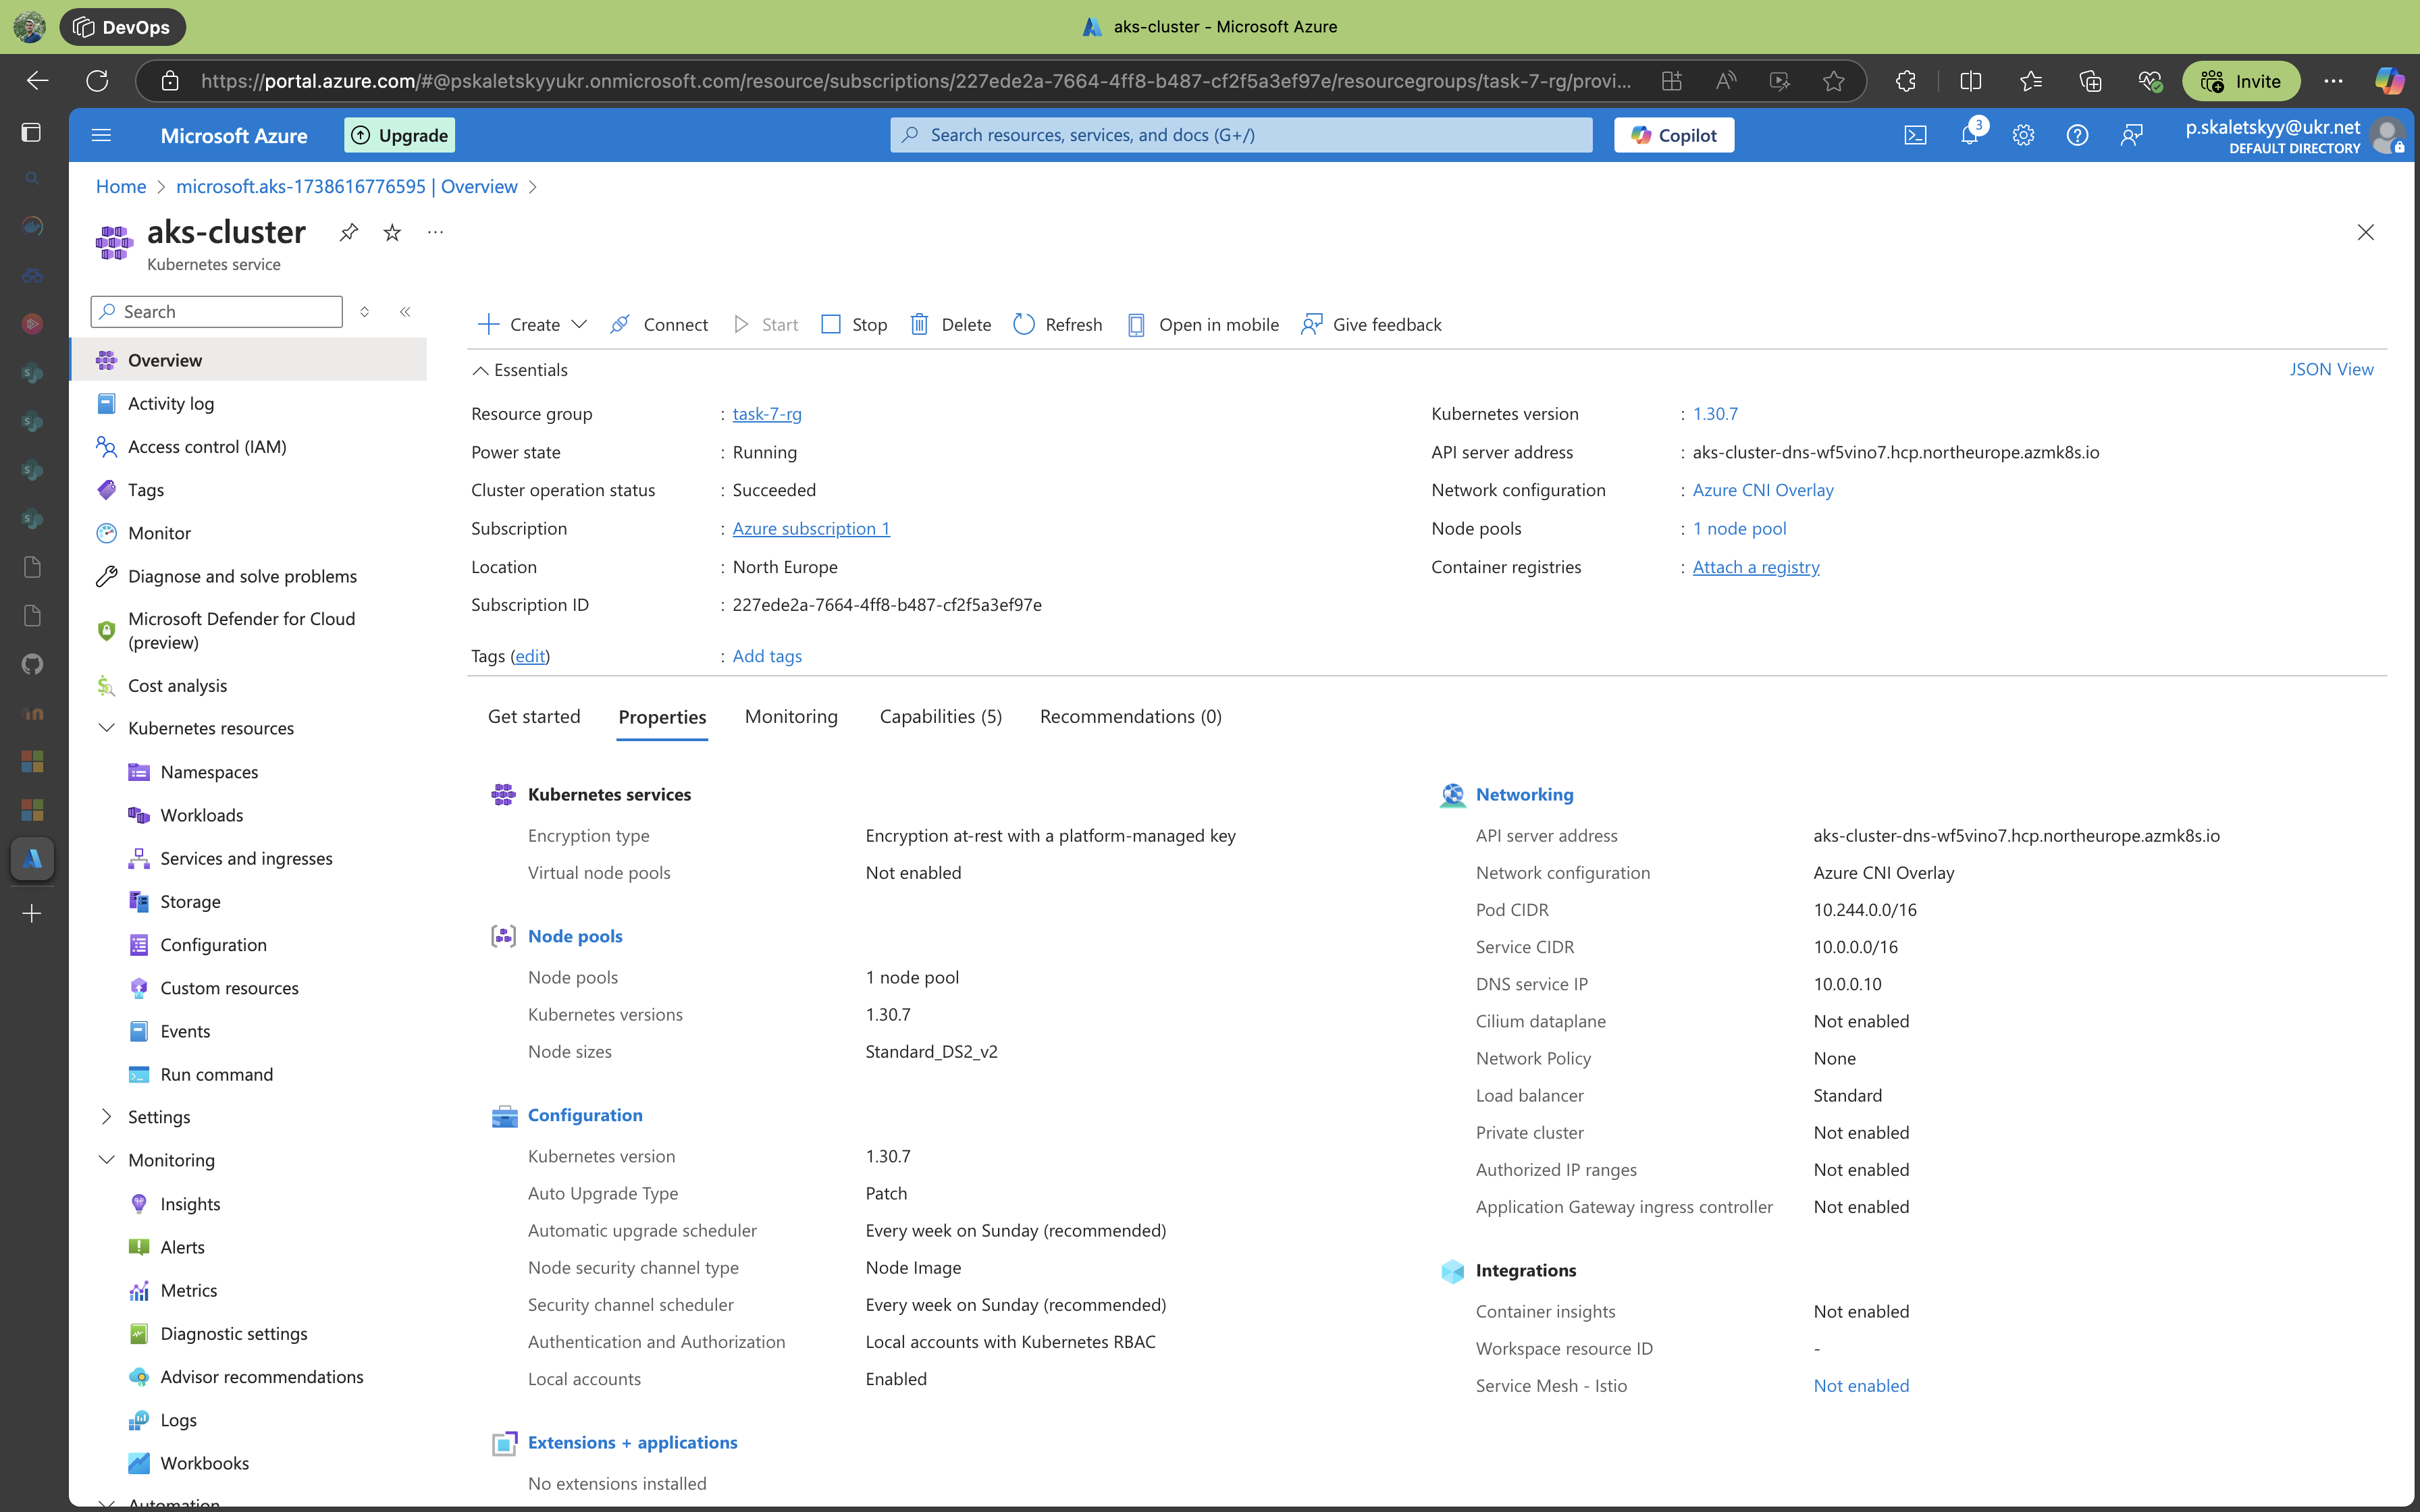 DevOps
aks-cluster - Microsoft Azure
https://portal.azure.com/#@pskaletskyyukr.onmicrosoft.com/resource/subscriptions/227ede2a-7664-4ff8-b487-cf2f5a3ef97e/resourcegroups/task-7-rg/provi...
Invite
Microsoft Azure
Upgrade
Search resources, services, and docs (G+/)
Copilot
3
p.skaletskyy@ukr.net
DEFAULT DIRECTORY
Home > microsoft.aks-1738616776595 | Overview >
aks-cluster
Kubernetes service
Search
Overview
Activity log
Access control (IAM)
Tags
Monitor
Diagnose and solve problems
Microsoft Defender for Cloud
(preview)
Cost analysis
Kubernetes resources
Namespaces
Workloads
Services and ingresses
Storage
Configuration
Custom resources
Events
Run command
Settings
Monitoring
Insights
Alerts
Metrics
Diagnostic settings
Advisor recommendations
Logs
Workbooks
Automation
Create
Connect
Start
Stop
Delete
Refresh
Open in mobile
Give feedback
Essentials
JSON View
Resource group : task-7-rg
Power state : Running
Cluster operation status : Succeeded
Subscription : Azure subscription 1
Location : North Europe
Subscription ID : 227ede2a-7664-4ff8-b487-cf2f5a3ef97e
Kubernetes version : 1.30.7
API server address : aks-cluster-dns-wf5vino7.hcp.northeurope.azmk8s.io
Network configuration : Azure CNI Overlay
Node pools : 1 node pool
Container registries : Attach a registry
Tags (edit) : Add tags
Get started
Properties
Monitoring
Capabilities (5)
Recommendations (0)
Kubernetes services
Encryption type Encryption at-rest with a platform-managed key
Virtual node pools Not enabled
Node pools
Node pools 1 node pool
Kubernetes versions 1.30.7
Node sizes Standard_DS2_v2
Configuration
Kubernetes version 1.30.7
Auto Upgrade Type Patch
Automatic upgrade scheduler Every week on Sunday (recommended)
Node security channel type Node Image
Security channel scheduler Every week on Sunday (recommended)
Authentication and Authorization Local accounts with Kubernetes RBAC
Local accounts Enabled
Extensions + applications
No extensions installed
Networking
API server address aks-cluster-dns-wf5vino7.hcp.northeurope.azmk8s.io
Network configuration Azure CNI Overlay
Pod CIDR 10.244.0.0/16
Service CIDR 10.0.0.0/16
DNS service IP 10.0.0.10
Cilium dataplane Not enabled
Network Policy None
Load balancer Standard
Private cluster Not enabled
Authorized IP ranges Not enabled
Application Gateway ingress controller Not enabled
Integrations
Container insights Not enabled
Workspace resource ID -
Service Mesh - Istio Not enabled